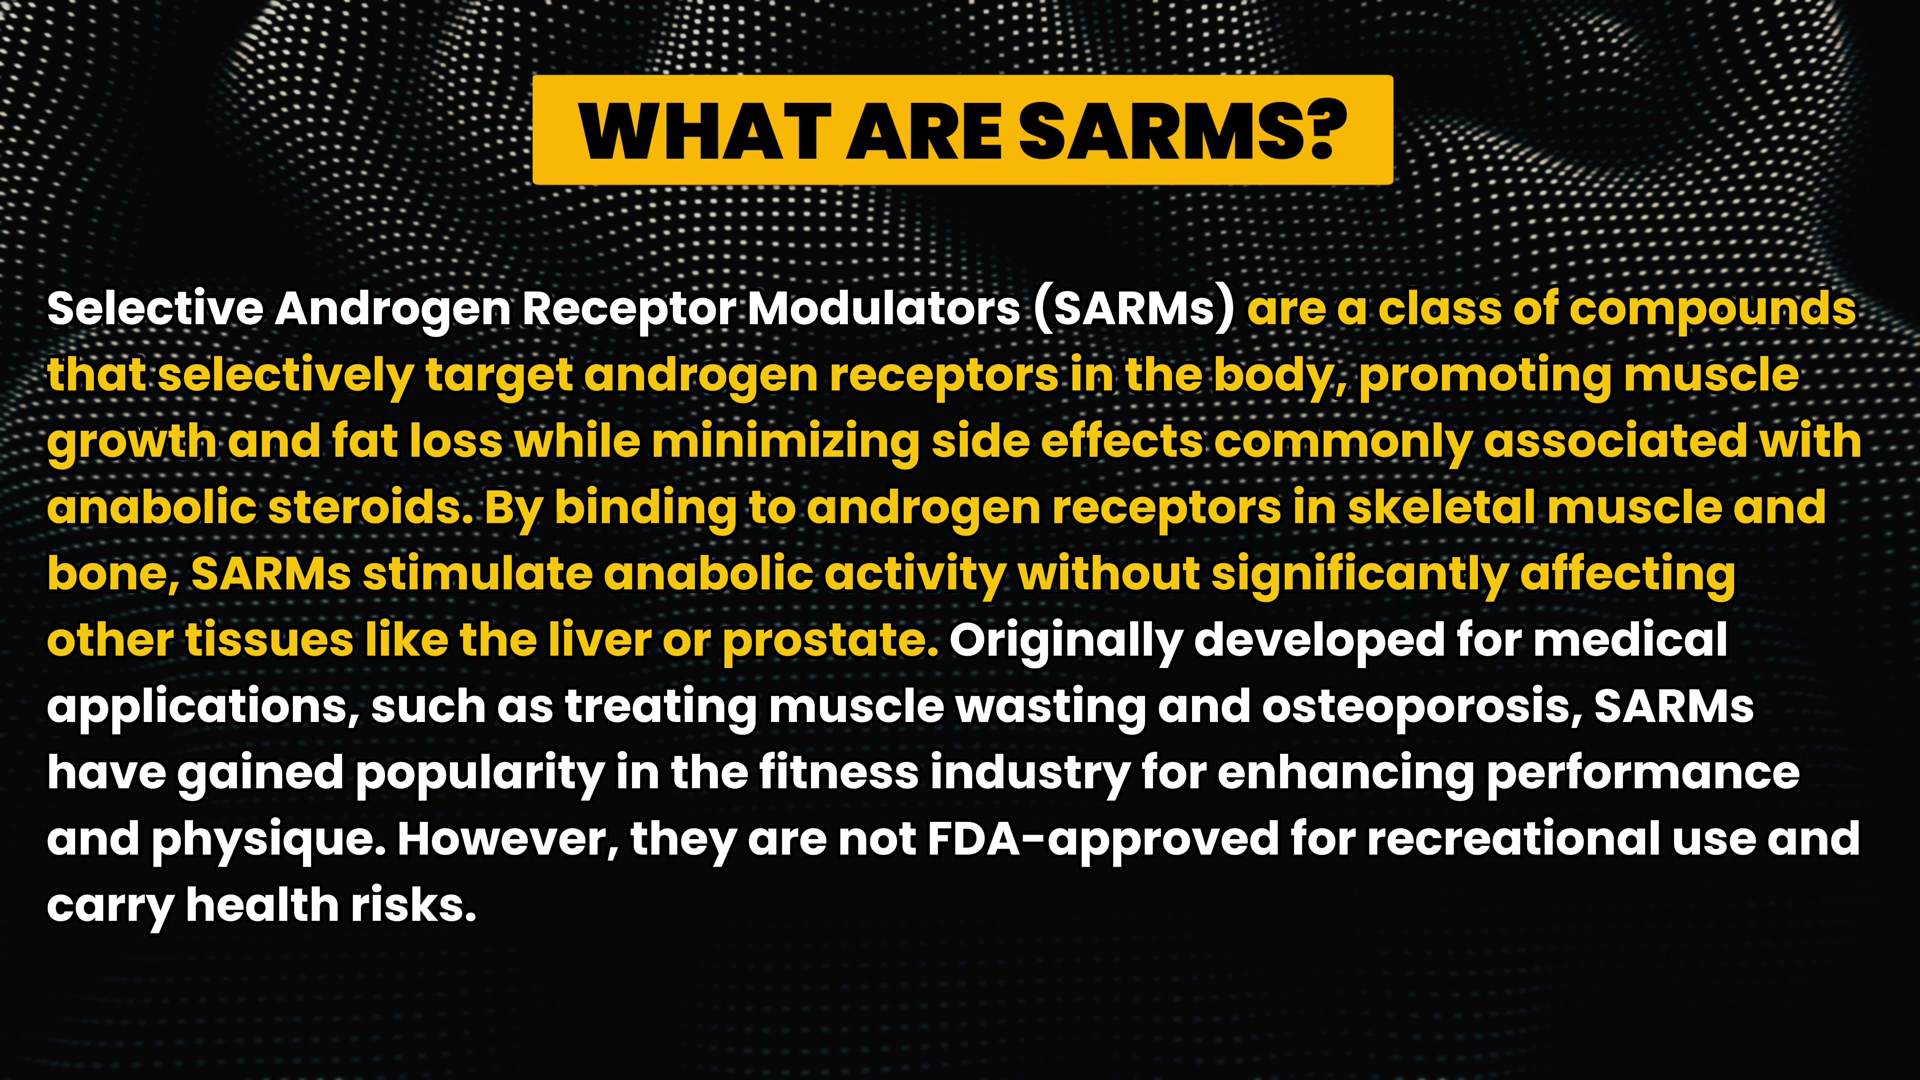 WHAT ARE SARMS?
Selective Androgen Receptor Modulators (SARMs) are a class of compounds
that selectively target androgen receptors in the body, promoting muscle
growth and fat loss while minimizing side effects commonly associated with
anabolic steroids. By binding to androgen receptors in skeletal muscle and
bone, SARMs stimulate anabolic activity without significantly affecting
other tissues like the liver or prostate. Originally developed for medical
applications, such as treating muscle wasting and osteoporosis, SARMs
have gained popularity in the fitness industry for enhancing performance
and physique. However, they are not FDA-approved for recreational use and
carry health risks.